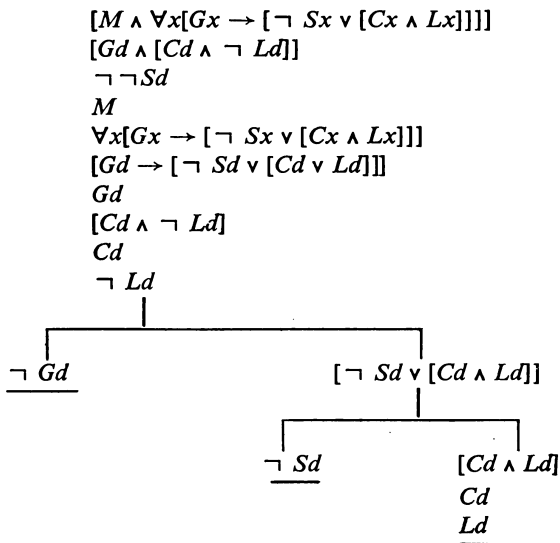 [M ∧ ∀x[Gx → [¬ Sx ∨ [Cx ∧ Lx]]]]
[Gd ∧ [Cd ∧ ¬ Ld]]
¬ ¬Sd
M
∀x[Gx → [¬ Sx ∨ [Cx ∧ Lx]]]
[Gd → [¬ Sd ∨ [Cd ∨ Ld]]]
Gd
[Cd ∧ ¬ Ld]
Cd
¬ Ld
¬ Gd [¬ Sd ∨ [Cd ∧ Ld]]
¬ Sd [Cd ∧ Ld]
Cd
Ld